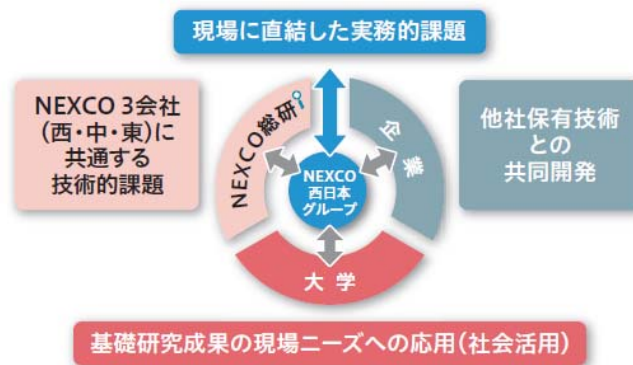 現場に直結した実務的課題
NEXCO 3会社
(西・中・東)に
共通する
技術的課題
NEXCO総研
企業
他社保有技術
との
共同開発
NEXCO
西日本
グループ
大学
基礎研究成果の現場ニーズへの応用(社会活用)